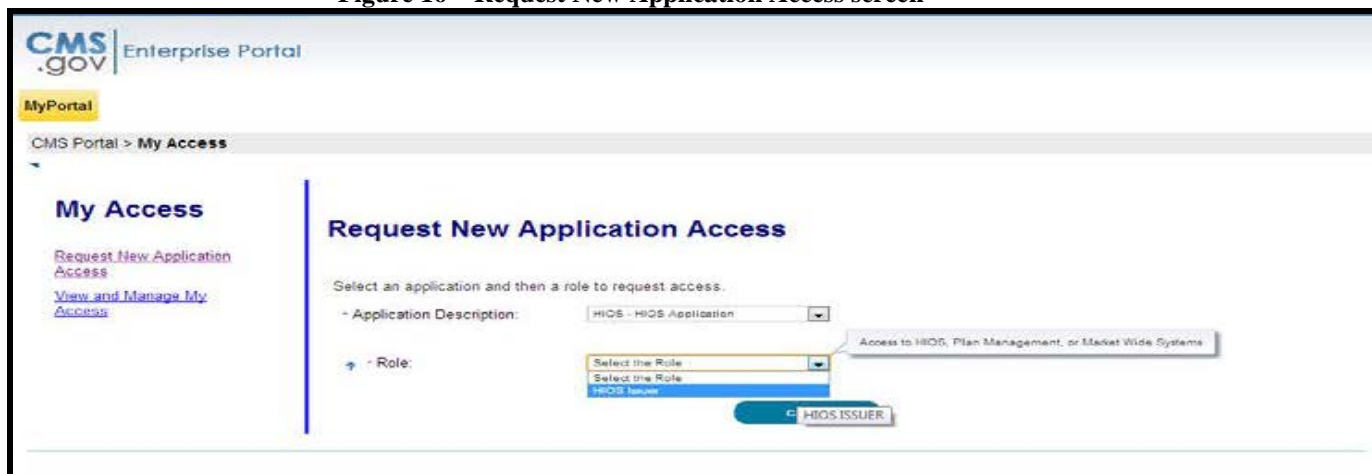 Figure 16 – Request New Application Access screen
CMS
.gov
Enterprise Portal
MyPortal
CMS Portal > My Access
My Access
Request New Application
Access
View and Manage My
Access
Request New Application Access
Select an application and then a role to request access.
- Application Description:
HIOS - HIOS Application
Access to HIOS, Plan Management, or Market Wide Systems
- Role:
Select the Role
Select the Role
HIOS Issuer
HIOS ISSUER